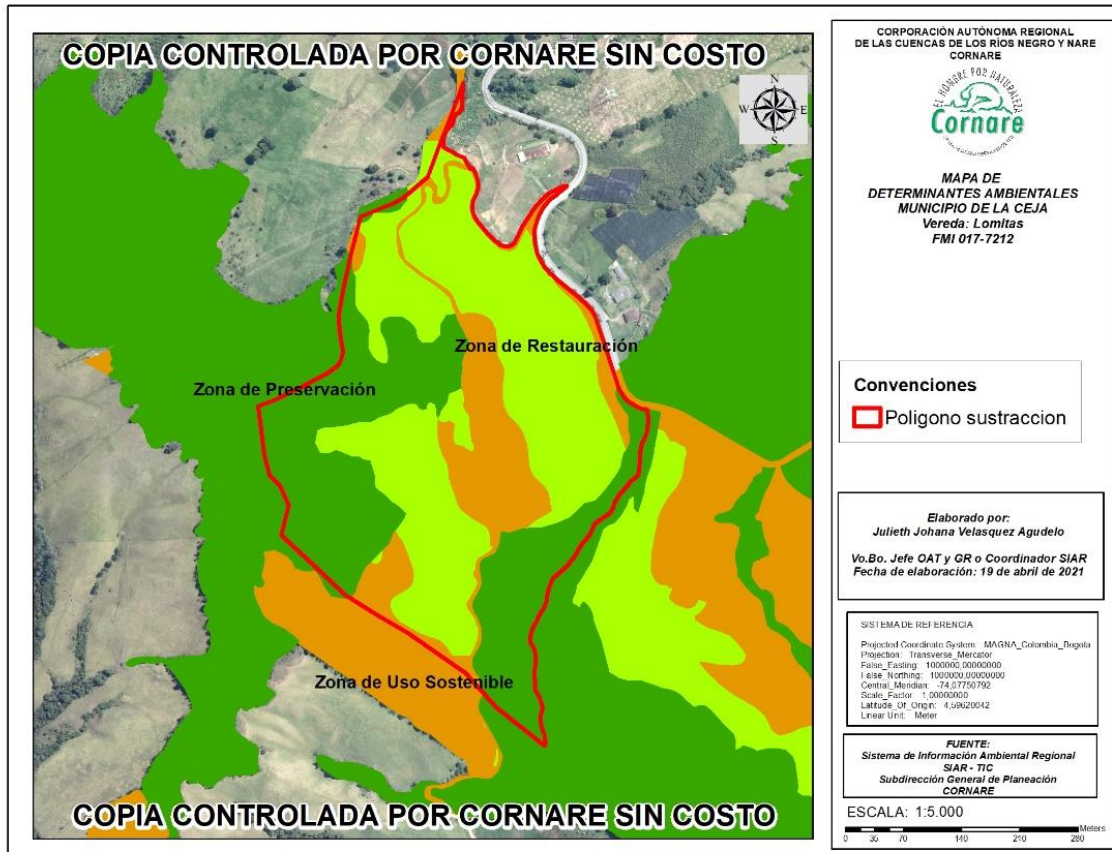 COPIA CONTROLADA POR CORNARE SIN COSTO
N
W E
S
Zona de Restauración
Zona de Preservación
Zona de Uso Sostenible
COPIA CONTROLADA POR CORNARE SIN COSTO
CORPORACIÓN AUTÓNOMA REGIONAL
DE LAS CUENCAS DE LOS RÍOS NEGRO Y NARE
CORNARE
EL HOMBRE POR NATURALEZA
Cornare
MAPA DE
DETERMINANTES AMBIENTALES
MUNICIPIO DE LA CEJA
Vereda: Lomitas
FMI 017-7212
Convenciones
Poligono sustraccion
Elaborado por:
Julieth Johana Velasquez Agudelo
Vo.Bo. Jefe OAT y GR o Coordinador SIAR
Fecha de elaboración: 19 de abril de 2021
SISTEMA DE REFERENCIA
Projected Coordinate System: MAGNA_Colombia_Bogota
Projection: Transverse_Mercator
False_Easting: 1000000,00000000
False_Northing: 1000000,00000000
Central_Meridian: -74,07750792
Scale_Factor: 1,00000000
Latitude_Of_Origin: 4,59620042
Linear Unit: Meter
FUENTE:
Sistema de Información Ambiental Regional
SIAR - TIC
Subdirección General de Planeación
CORNARE
ESCALA: 1:5.000
Meters
0 35 70 140 210 280